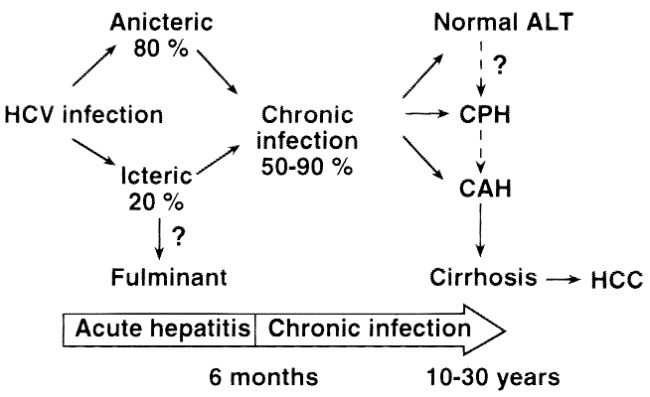 Anicteric
80 %
Normal ALT
?
HCV infection
Chronic
infection
50-90 %
CPH
Icteric
20 %
CAH
?
Fulminant
Cirrhosis
HCC
Acute hepatitis
Chronic infection
6 months
10-30 years